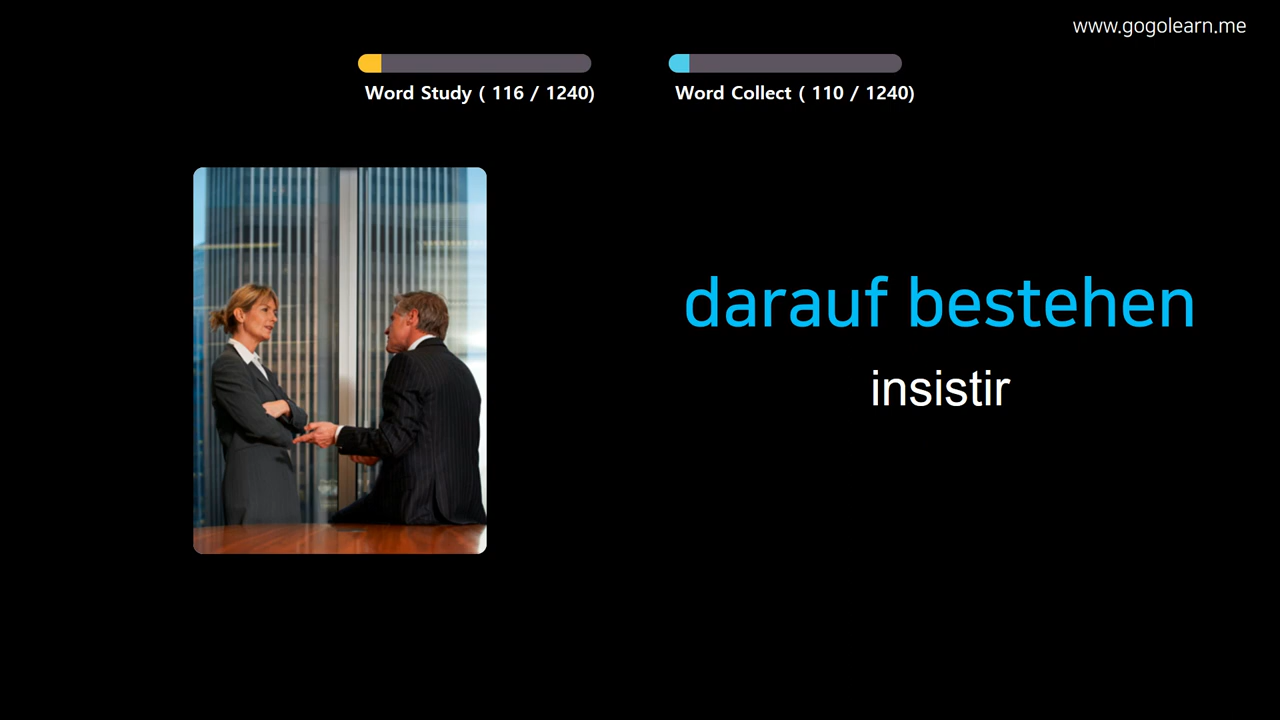 www.gogolearn.me
Word Study ( 116 / 1240)
Word Collect ( 110 / 1240)
darauf bestehen
insistir